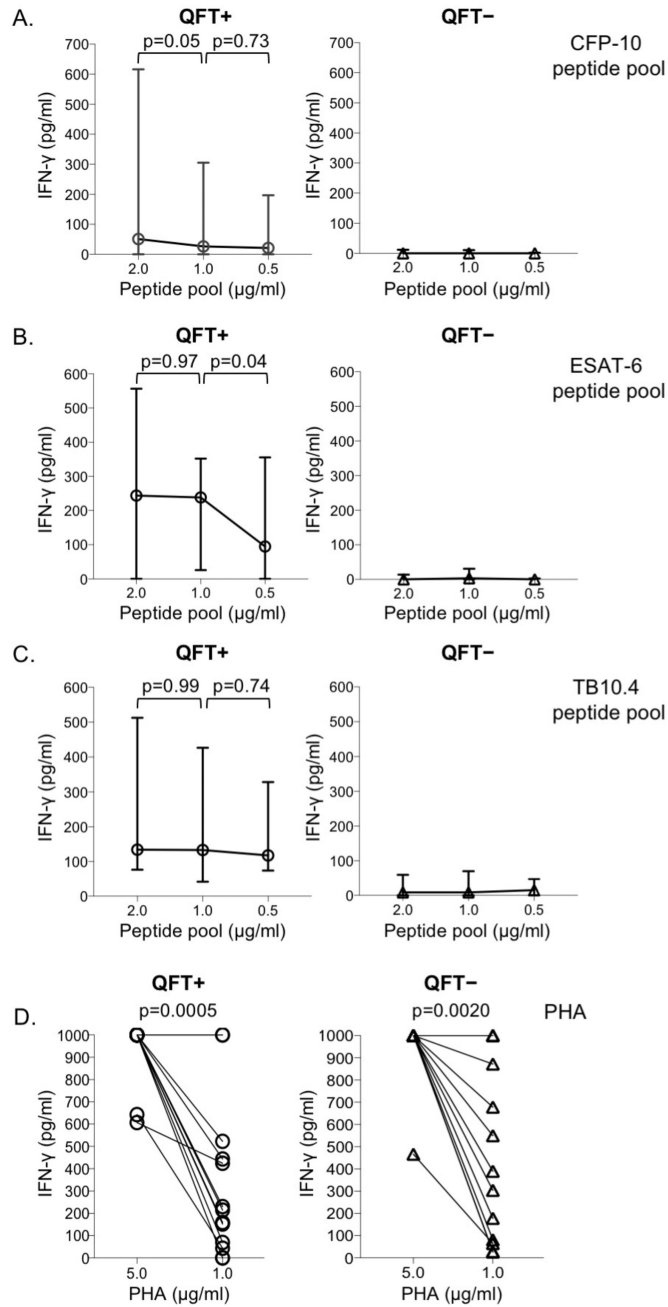 A.
QFT+
QFT−
CFP-10
peptide pool
p=0.05 p=0.73
IFN-γ (pg/ml)
700
600
500
400
300
200
100
0
2.0 1.0 0.5
Peptide pool (µg/ml)
IFN-γ (pg/ml)
700
600
500
400
300
200
100
0
2.0 1.0 0.5
Peptide pool (µg/ml)
B.
QFT+
QFT−
ESAT-6
peptide pool
p=0.97 p=0.04
IFN-γ (pg/ml)
600
500
400
300
200
100
0
2.0 1.0 0.5
Peptide pool (µg/ml)
IFN-γ (pg/ml)
600
500
400
300
200
100
0
2.0 1.0 0.5
Peptide pool (µg/ml)
C.
QFT+
QFT−
TB10.4
peptide pool
p=0.99 p=0.74
IFN-γ (pg/ml)
600
500
400
300
200
100
0
2.0 1.0 0.5
Peptide pool (µg/ml)
IFN-γ (pg/ml)
600
500
400
300
200
100
0
2.0 1.0 0.5
Peptide pool (µg/ml)
D.
QFT+
QFT−
PHA
p=0.0005
IFN-γ (pg/ml)
1000
900
800
700
600
500
400
300
200
100
0
5.0 1.0
PHA (µg/ml)
p=0.0020
IFN-γ (pg/ml)
1000
900
800
700
600
500
400
300
200
100
0
5.0 1.0
PHA (µg/ml)